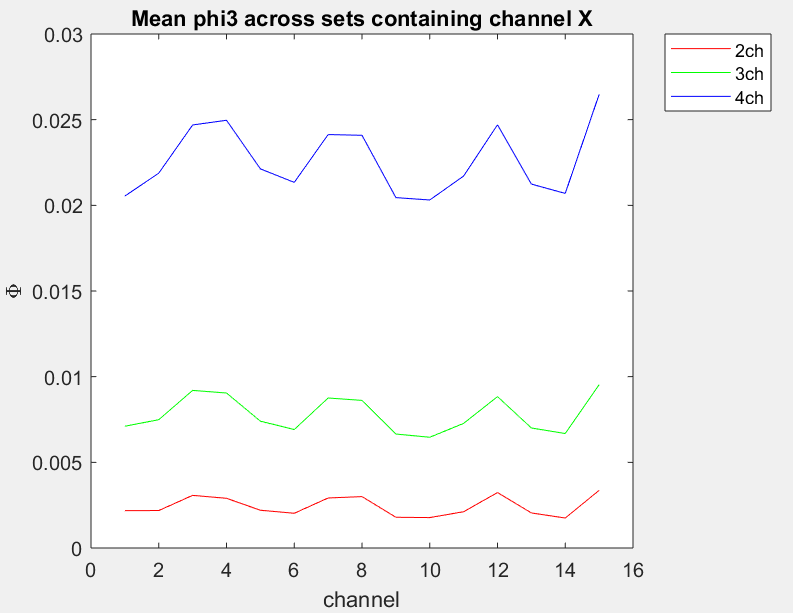 Mean phi3 across sets containing channel X
0.03
0.025
0.02
0.015
0.01
0.005
0
Φ
0 2 4 6 8 10 12 14 16
channel
2ch
3ch
4ch